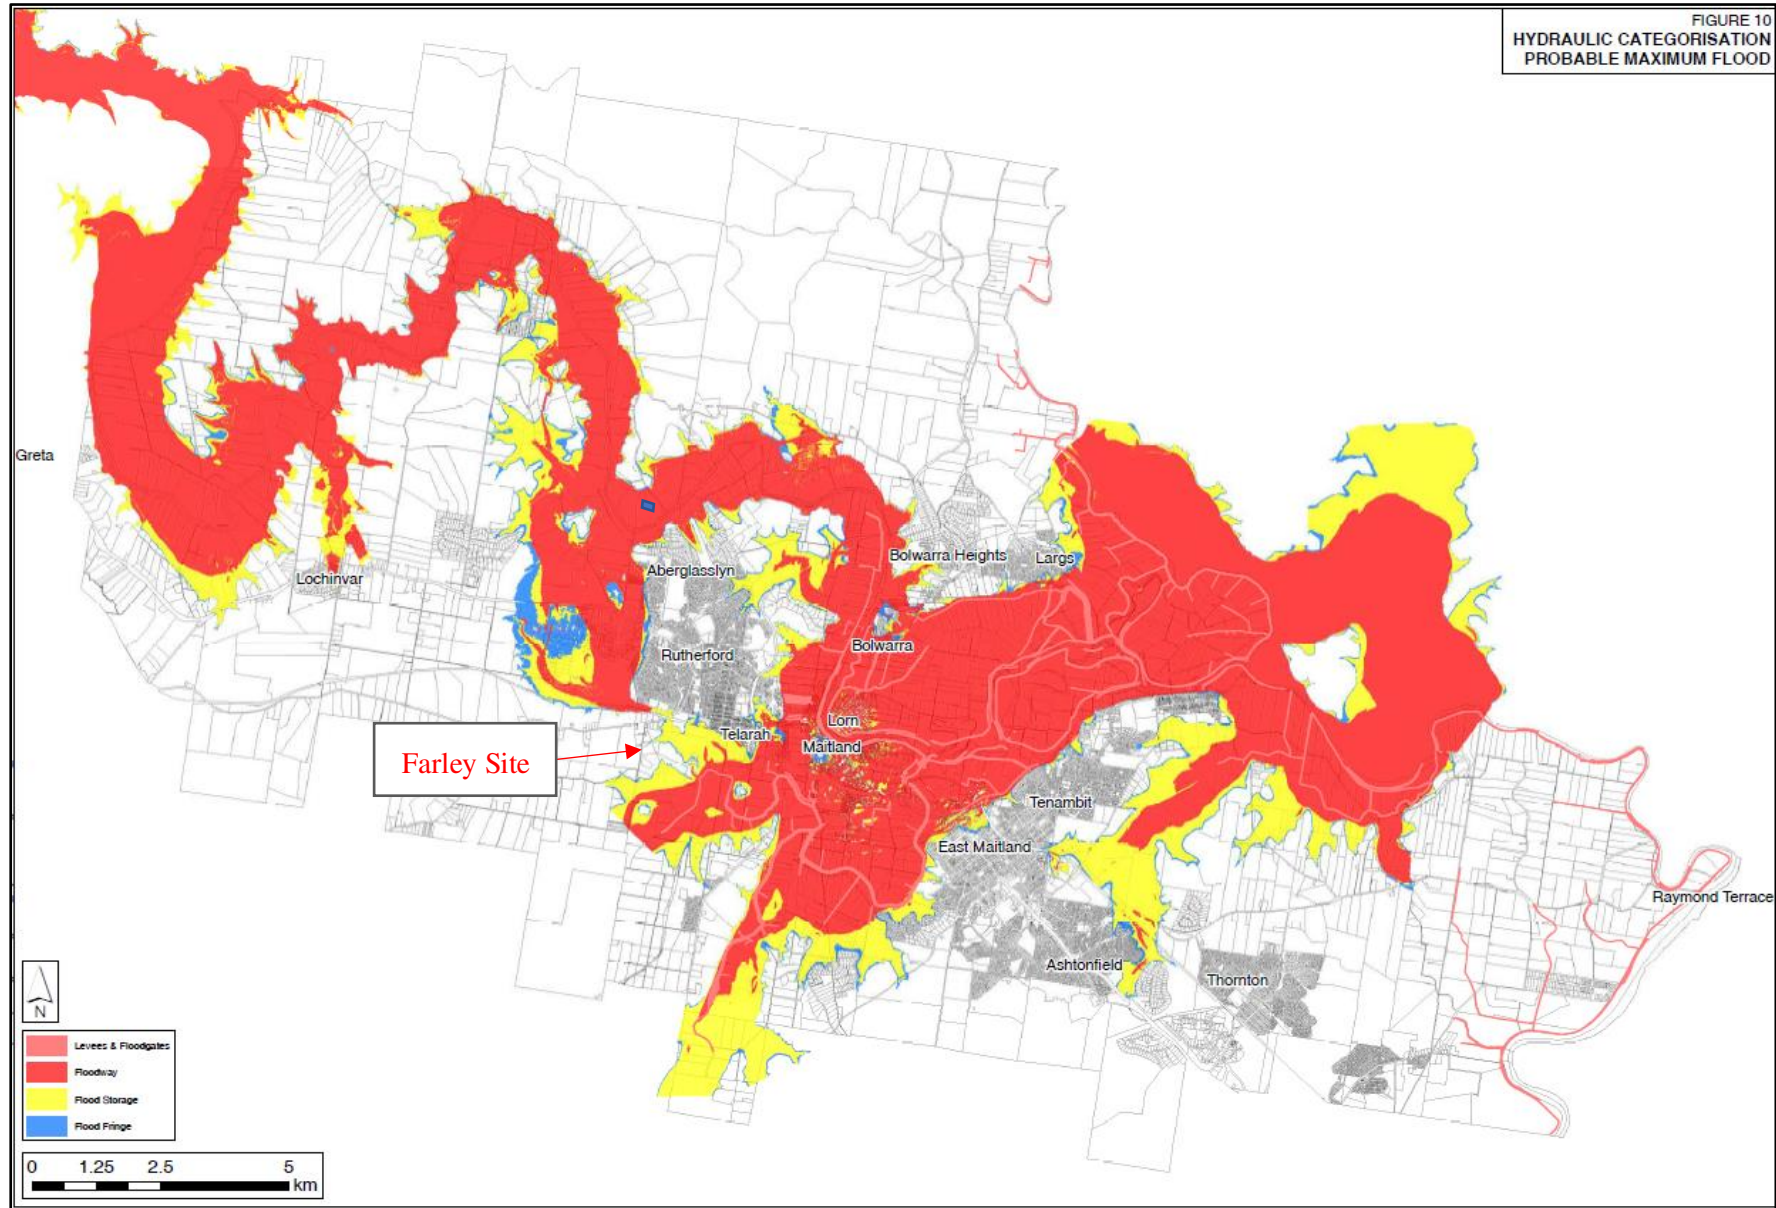 FIGURE 10
HYDRAULIC CATEGORISATION
PROBABLE MAXIMUM FLOOD
Greta
Lochinvar
Aberglasslyn
Bolwarra Heights
Largs
Rutherford
Bolwarra
Lorn
Telarah
Maitland
Farley Site
Tenambit
East Maitland
Raymond Terrace
Ashtonfield
Thornton
N
Levees & Floodgates
Floodway
Flood Storage
Flood Fringe
0 1.25 2.5 5
km